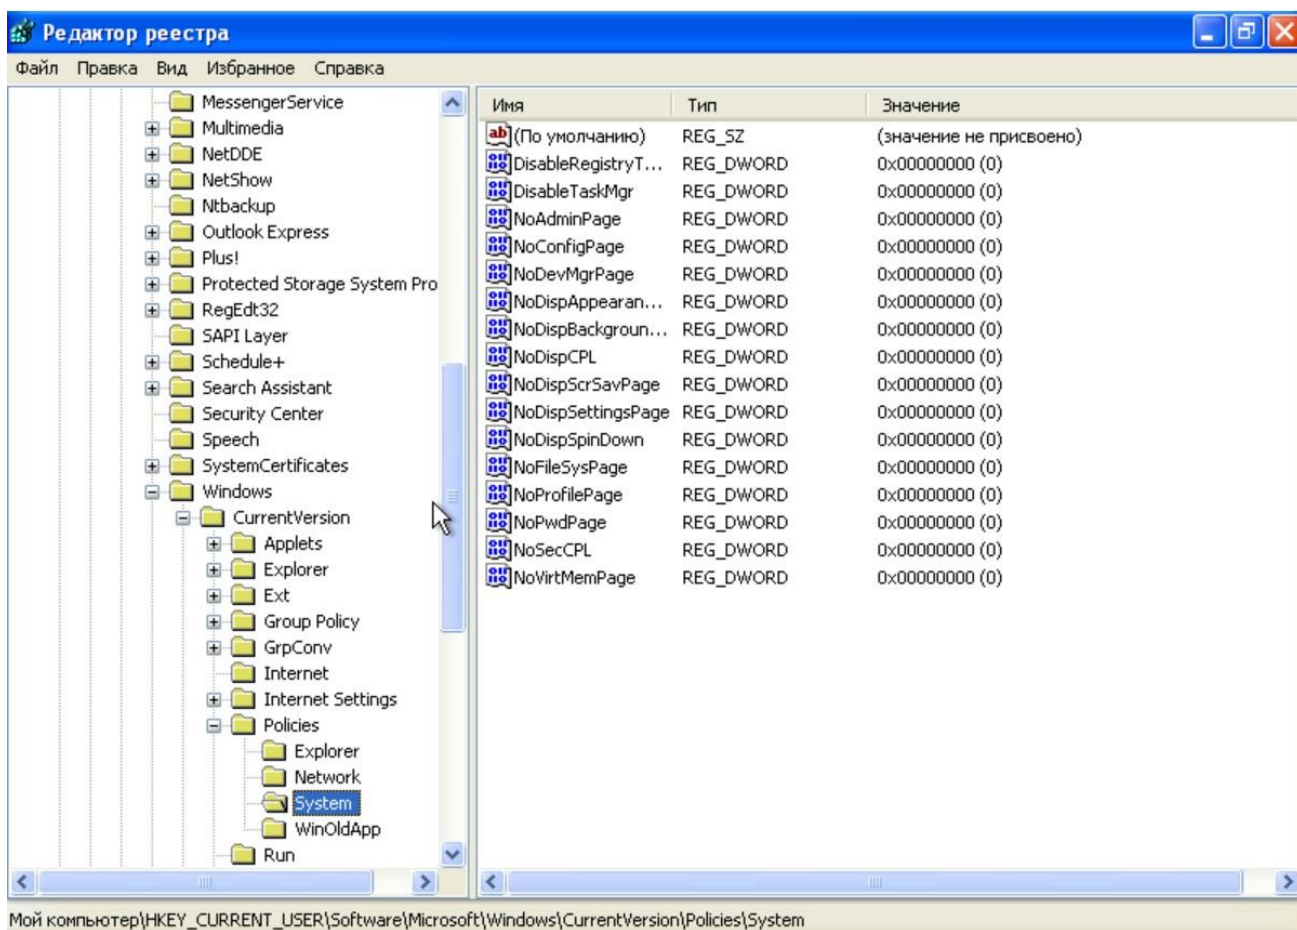 Редактор реестра
Файл Правка Вид Избранное Справка
MessengerService
Multimedia
NetDDE
NetShow
Ntbackup
Outlook Express
Plus!
Protected Storage System Pro
RegEdt32
SAPI Layer
Schedule+
Search Assistant
Security Center
Speech
SystemCertificates
Windows
CurrentVersion
Applets
Explorer
Ext
Group Policy
GrpConv
Internet
Internet Settings
Policies
Explorer
Network
System
WinOldApp
Run
Имя Тип Значение
(По умолчанию) REG_SZ (значение не присвоено)
DisableRegistryT... REG_DWORD 0x00000000 (0)
DisableTaskMgr REG_DWORD 0x00000000 (0)
NoAdminPage REG_DWORD 0x00000000 (0)
NoConfigPage REG_DWORD 0x00000000 (0)
NoDevMgrPage REG_DWORD 0x00000000 (0)
NoDispAppearan... REG_DWORD 0x00000000 (0)
NoDispBackgroun... REG_DWORD 0x00000000 (0)
NoDispCPL REG_DWORD 0x00000000 (0)
NoDispScrSavPage REG_DWORD 0x00000000 (0)
NoDispSettingsPage REG_DWORD 0x00000000 (0)
NoDispSpinDown REG_DWORD 0x00000000 (0)
NoFileSysPage REG_DWORD 0x00000000 (0)
NoProfilePage REG_DWORD 0x00000000 (0)
NoPwdPage REG_DWORD 0x00000000 (0)
NoSecCPL REG_DWORD 0x00000000 (0)
NoVirtMemPage REG_DWORD 0x00000000 (0)
Мой компьютер\HKEY_CURRENT_USER\Software\Microsoft\Windows\CurrentVersion\Policies\System